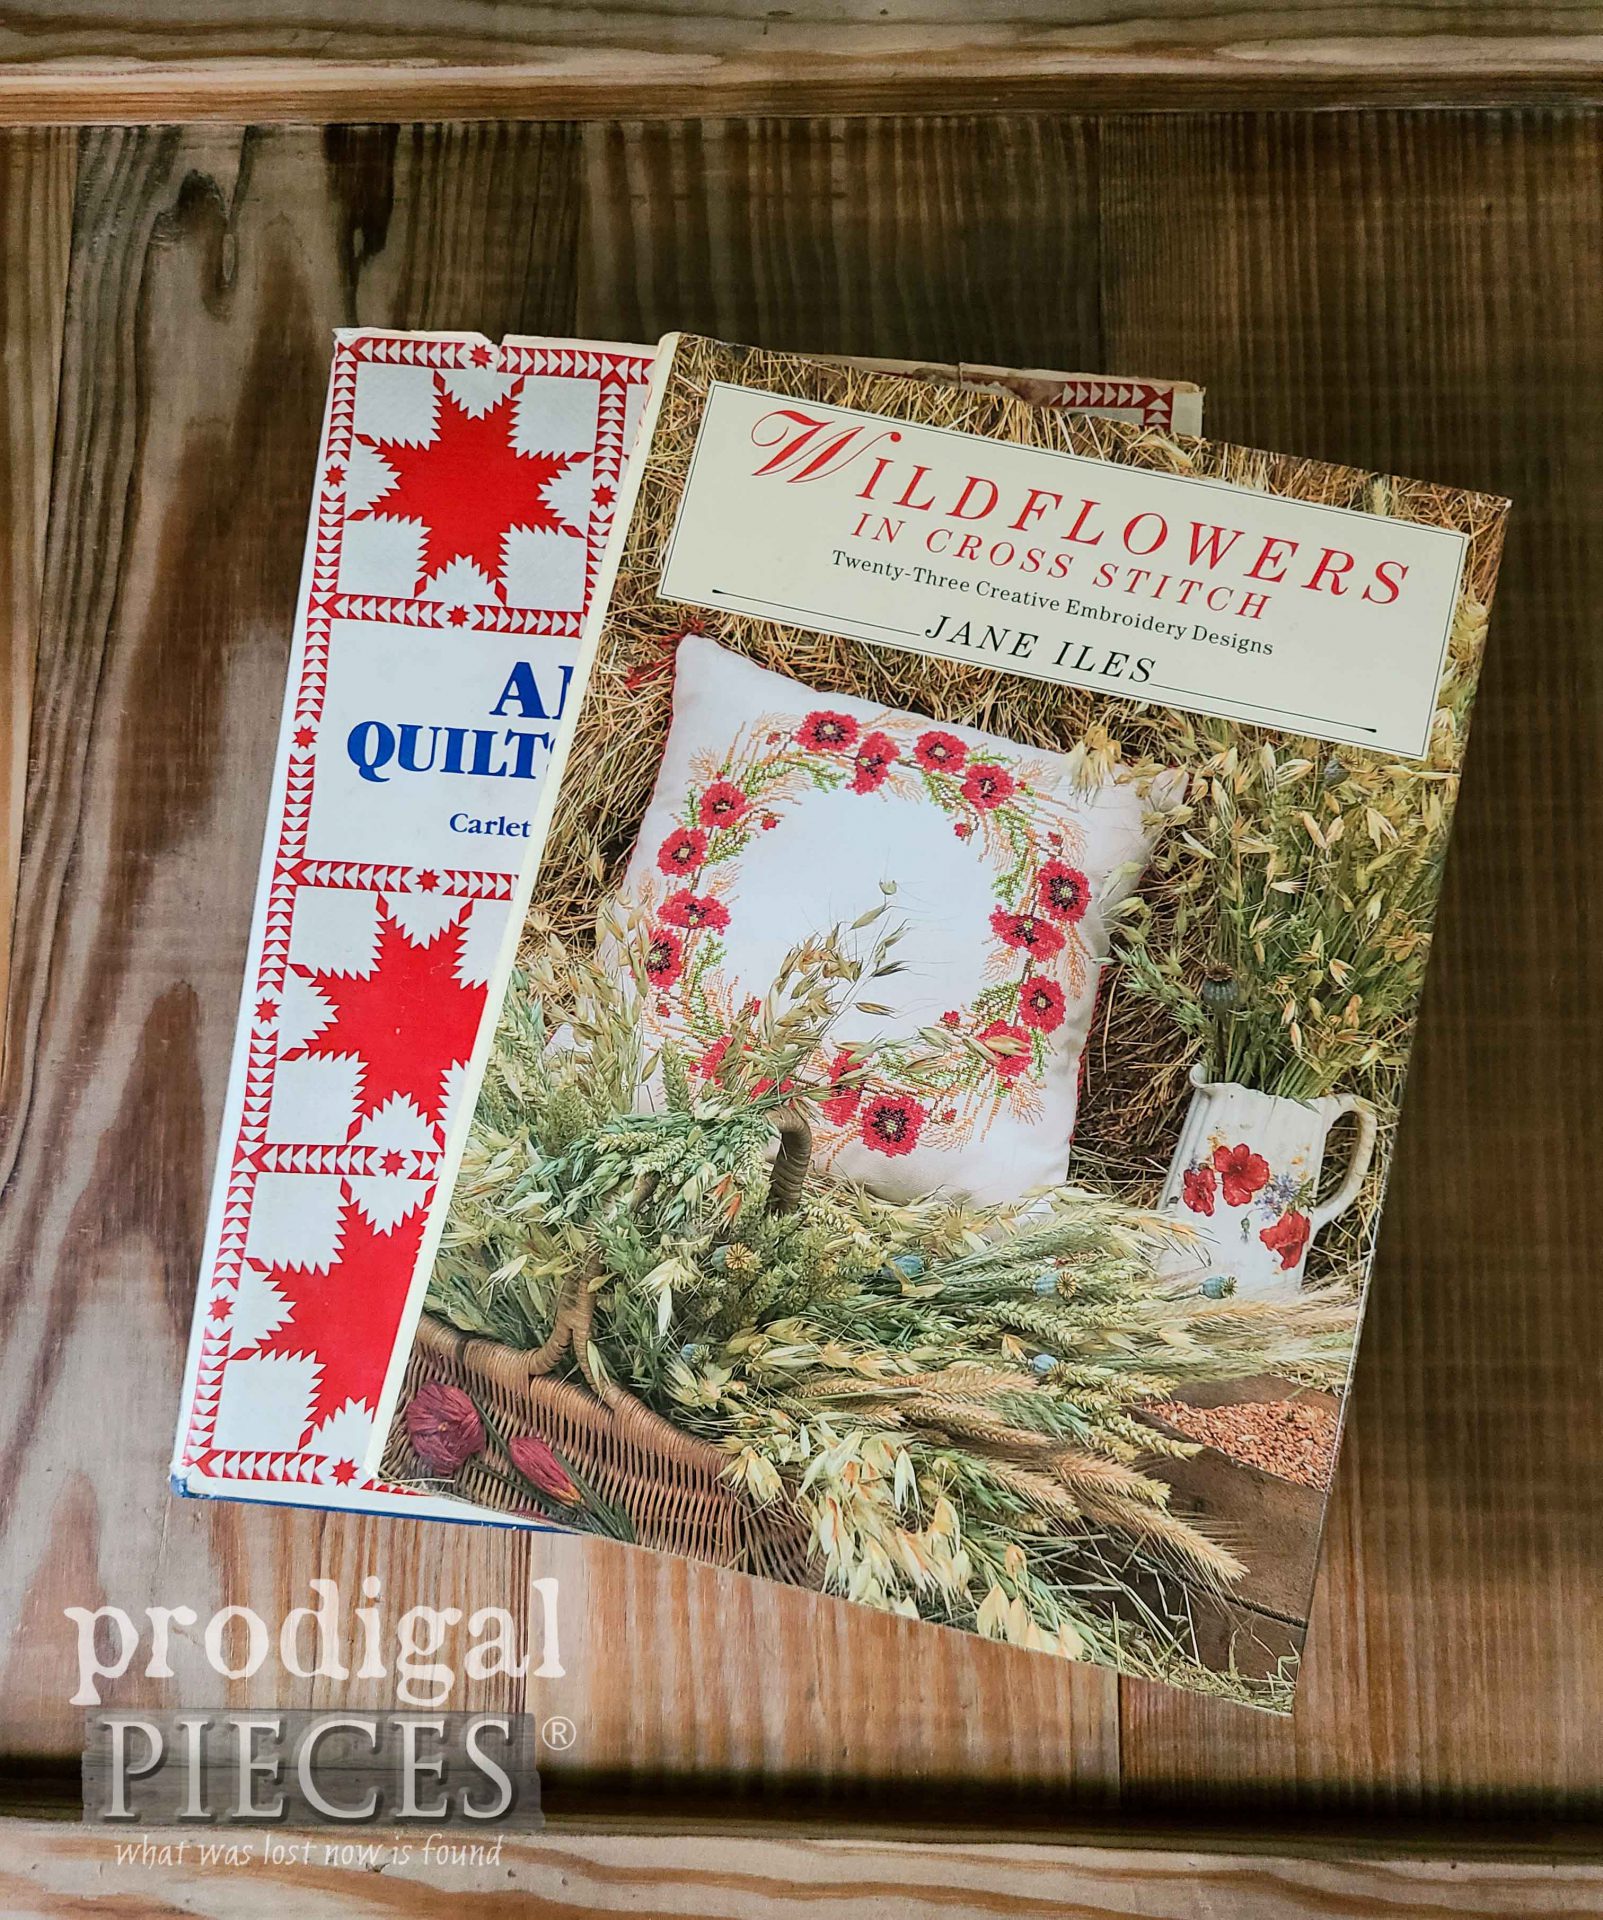 WILDFLOWERS
IN CROSS STITCH
Twenty-Three Creative Embroidery Designs
JANE ILES
QUILTS
prodigal
PIECES®
what was lost now is found